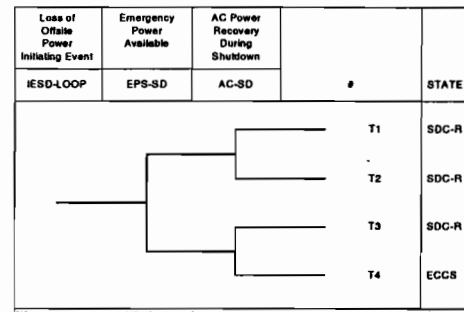 Loss of
Offsite
Power
Initiating Event
Emergency
Power
Available
AC Power
Recovery
During
Shutdown
IESD-LOOP
EPS-SD
AC-SD
#
STATE
T1
SDC-R
T2
SDC-R
T3
SDC-R
T4
ECCS